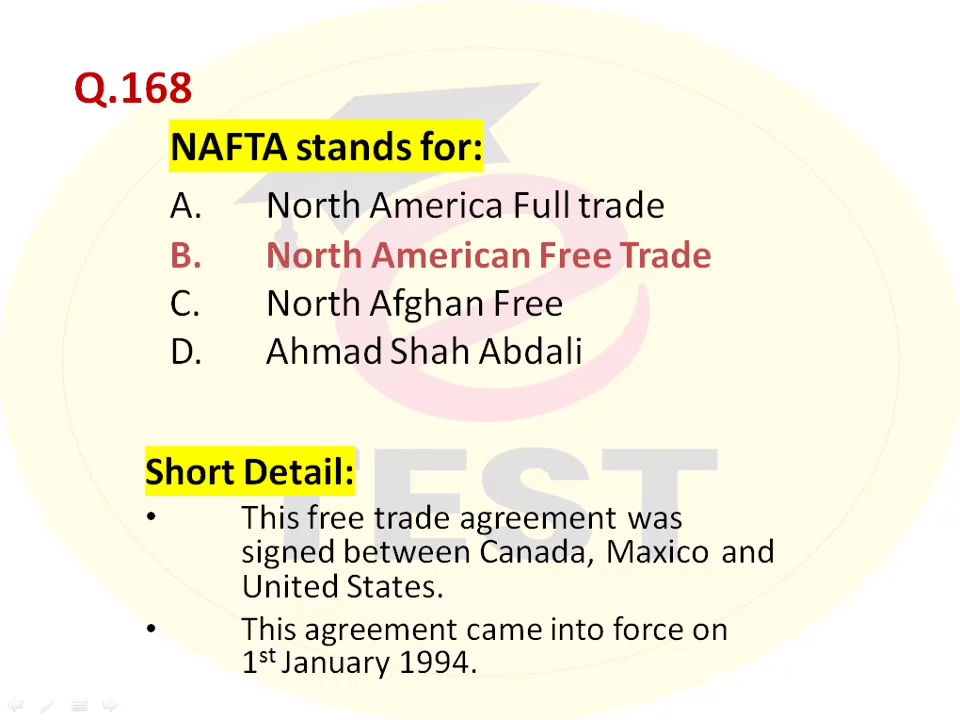 Q.168
NAFTA stands for:
A. North America Full trade
B. North American Free Trade
C. North Afghan Free
D. Ahmad Shah Abdali
TEST
Short Detail:
• This free trade agreement was
signed between Canada, Maxico and
United States.
• This agreement came into force on
1st January 1994.